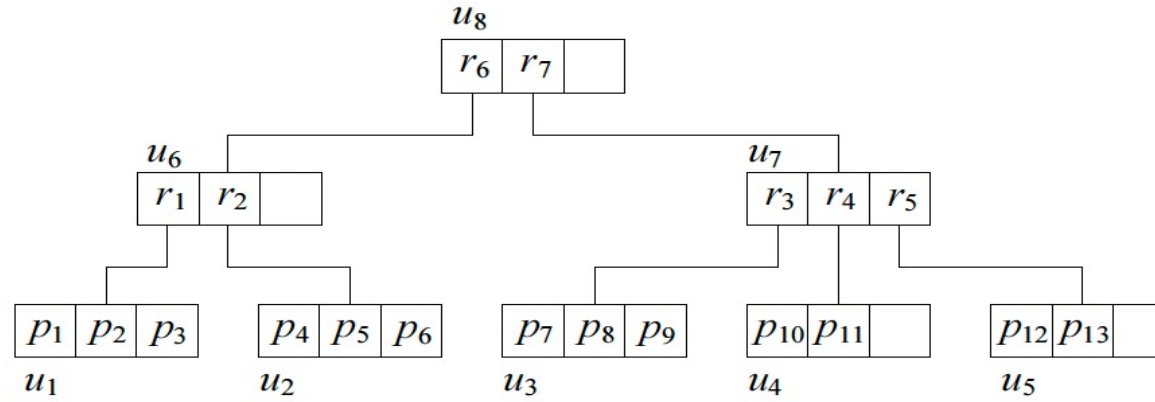 u₈
r₆ r₇
u₆ u₇
r₁ r₂ r₃ r₄ r₅
p₁ p₂ p₃ p₄ p₅ p₆ p₇ p₈ p₉ p₁₀ p₁₁ p₁₂ p₁₃
u₁ u₂ u₃ u₄ u₅